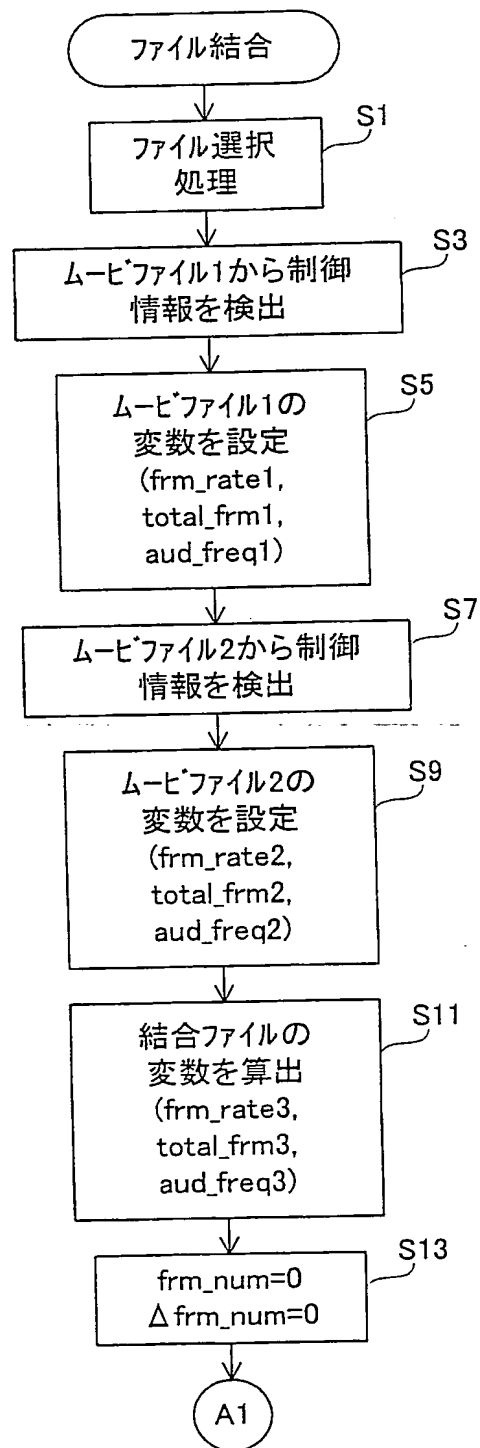 ファイル結合
S1
ファイル選択
処理
S3
ムービファイル1から制御
情報を検出
S5
ムービファイル1の
変数を設定
(frm_rate1,
total_frm1,
aud_freq1)
S7
ムービファイル2から制御
情報を検出
S9
ムービファイル2の
変数を設定
(frm_rate2,
total_frm2,
aud_freq2)
S11
結合ファイルの
変数を算出
(frm_rate3,
total_frm3,
aud_freq3)
S13
frm_num=0
Δfrm_num=0
A1